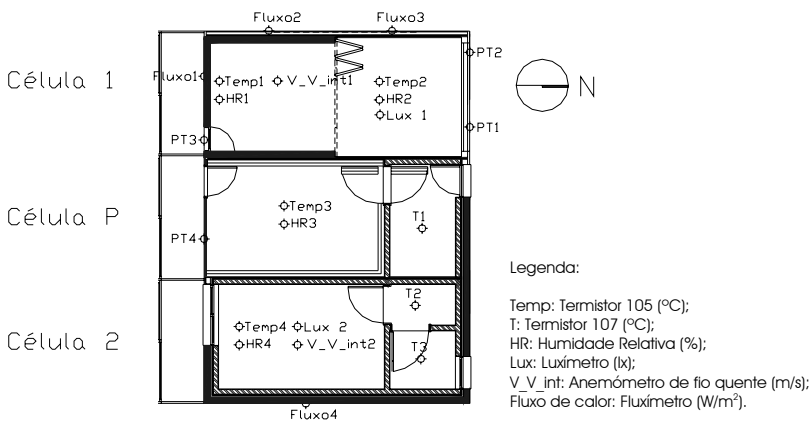 Fluxo2
Fluxo3
PT2
Célula 1
Fluxo1
Temp1
V_V_int1
Temp2
HR1
HR2
Lux 1
N
PT1
PT3
Célula P
Temp3
HR3
T1
PT4
Legenda:
T2
Temp: Termistor 105 (ºC);
Célula 2
Temp4
Lux 2
T: Termistor 107 (ºC);
HR4
V_V_int2
T3
HR: Humidade Relativa (%);
Lux: Luxímetro (lx);
V_V_int: Anemómetro de fio quente (m/s);
Fluxo de calor: Fluxímetro (W/m²).
Fluxo4